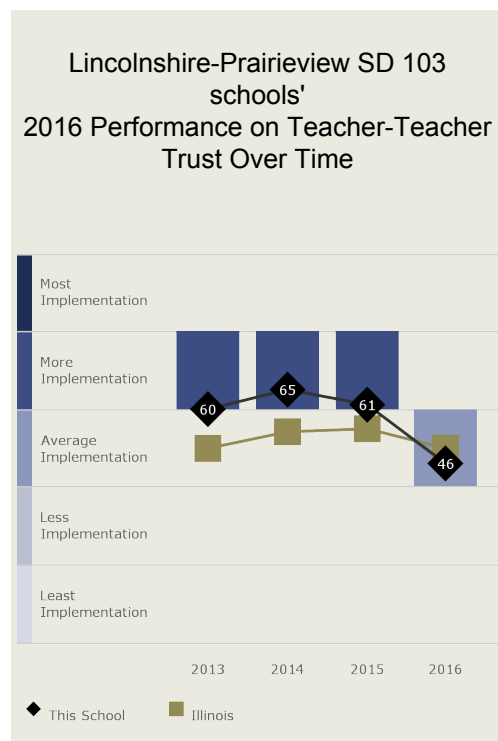 Lincolnshire-Prairieview SD 103
schools'
2016 Performance on Teacher-Teacher
Trust Over Time
Most
Implementation
More
Implementation
60
65
61
Average
Implementation
46
Less
Implementation
Least
Implementation
2013 2014 2015 2016
This School Illinois